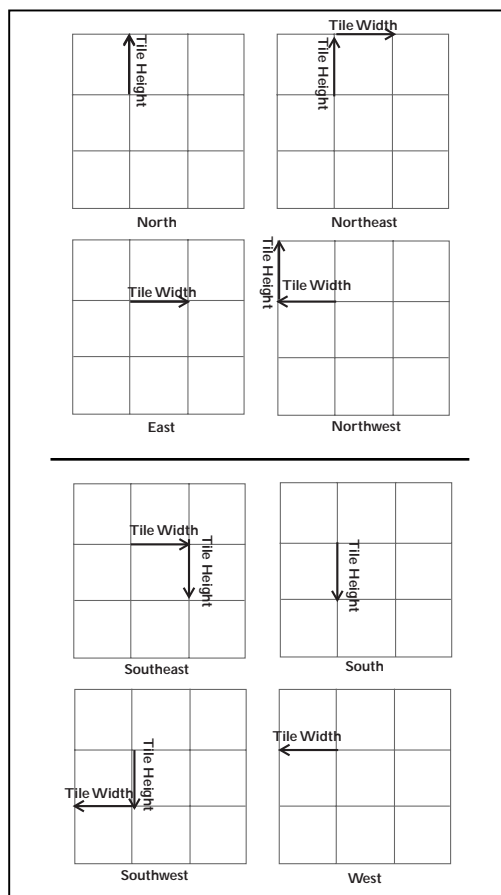 Tile Width
Tile Height
Tile Height
North
Northeast
Tile Height
Tile Width
Tile Width
East
Northwest
Tile Width
Tile Height
Tile Height
Southeast
South
Tile Height
Tile Width
Tile Width
Southwest
West